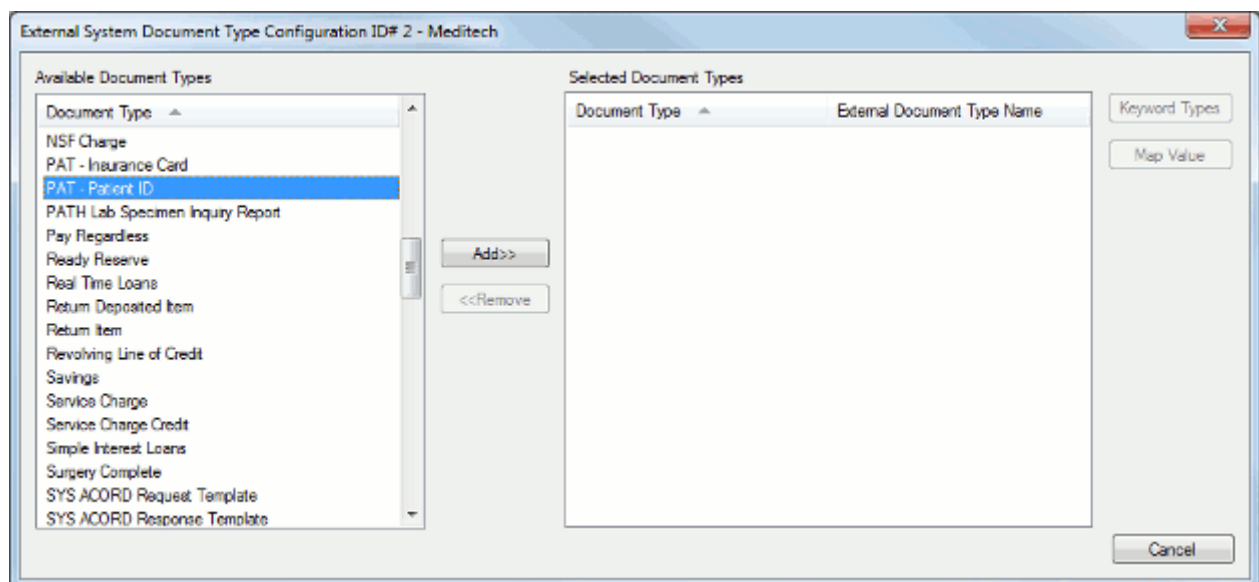 External System Document Type Configuration ID# 2 - Meditech
Available Document Types
Document Type
NSF Charge
PAT - Insurance Card
PAT - Patient ID
PATH Lab Specimen Inquiry Report
Pay Regardless
Ready Reserve
Real Time Loans
Return Deposited Item
Return Item
Revolving Line of Credit
Savings
Service Charge
Service Charge Credit
Simple Interest Loans
Surgery Complete
SYS ACORD Request Template
SYS ACORD Response Template
Add>>
<<Remove
Selected Document Types
Document Type External Document Type Name
Keyword Types
Map Value
Cancel